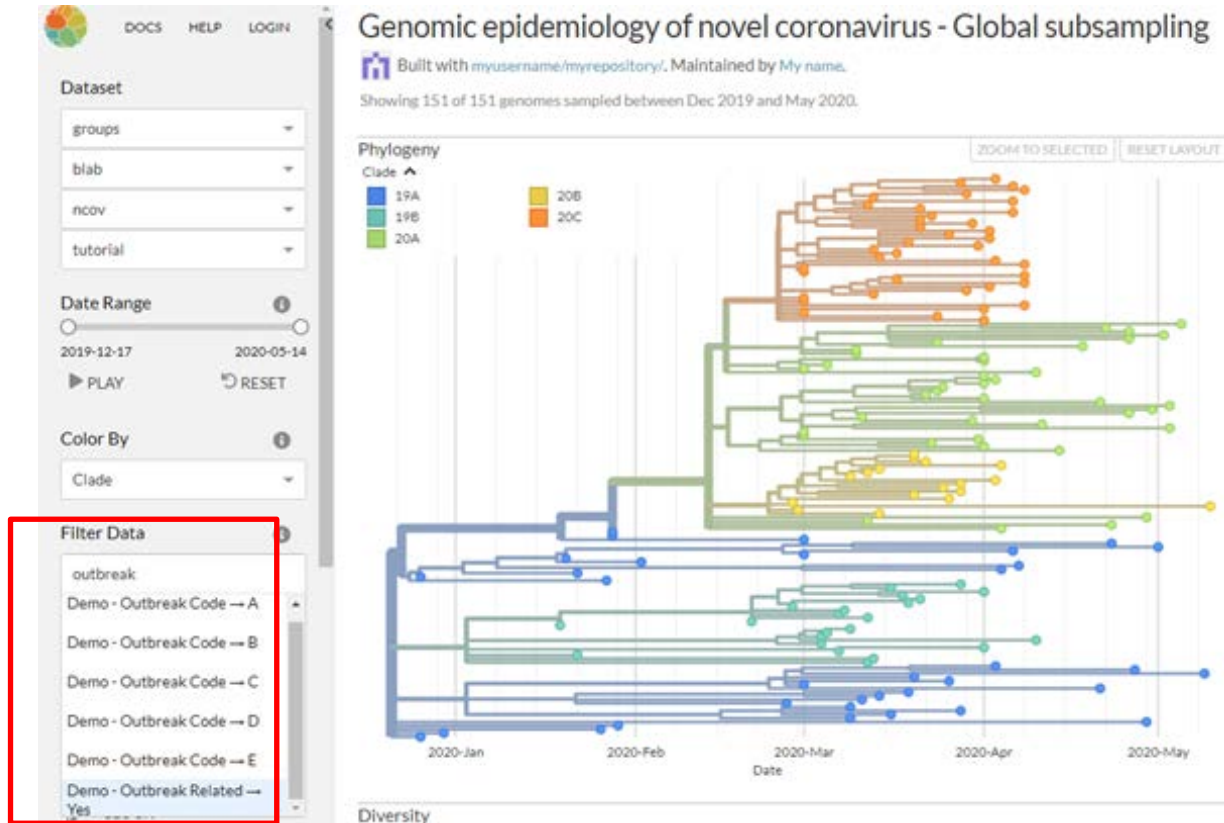 DOCS HELP LOGIN
Dataset
groups
blab
ncov
tutorial
Date Range
2019-12-17 2020-05-14
PLAY RESET
Color By
Clade
Filter Data
outbreak
Demo - Outbreak Code → A
Demo - Outbreak Code → B
Demo - Outbreak Code → C
Demo - Outbreak Code → D
Demo - Outbreak Code → E
Demo - Outbreak Related →
Yes
Genomic epidemiology of novel coronavirus - Global subsampling
Built with myusername/myrepository/. Maintained by My name.
Showing 151 of 151 genomes sampled between Dec 2019 and May 2020.
Phylogeny
ZOOM TO SELECTED RESET LAYOUT
Clade
19A 20B
19B 20C
20A
2020-Jan 2020-Feb 2020-Mar 2020-Apr 2020-May
Date
Diversity